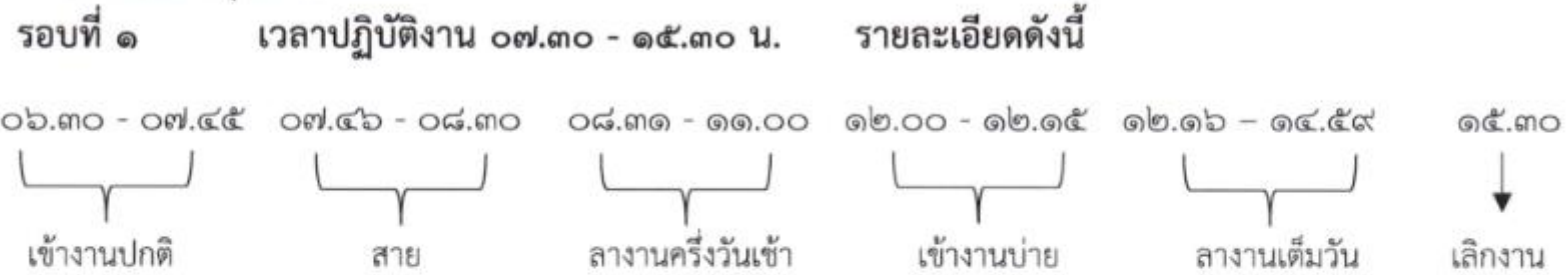 รอบที่ ๑ เวลาปฏิบัติงาน ๐๗.๓๐ - ๑๕.๓๐ น. รายละเอียดดังนี้
๐๖.๓๐ - ๐๗.๔๕ ๐๗.๔๖ - ๐๘.๓๐ ๐๘.๓๑ - ๑๑.๐๐ ๑๒.๐๐ - ๑๒.๑๕ ๑๒.๑๖ – ๑๔.๕๙ ๑๕.๓๐
เข้างานปกติ สาย ลางานครึ่งวันเช้า เข้างานบ่าย ลางานเต็มวัน เลิกงาน